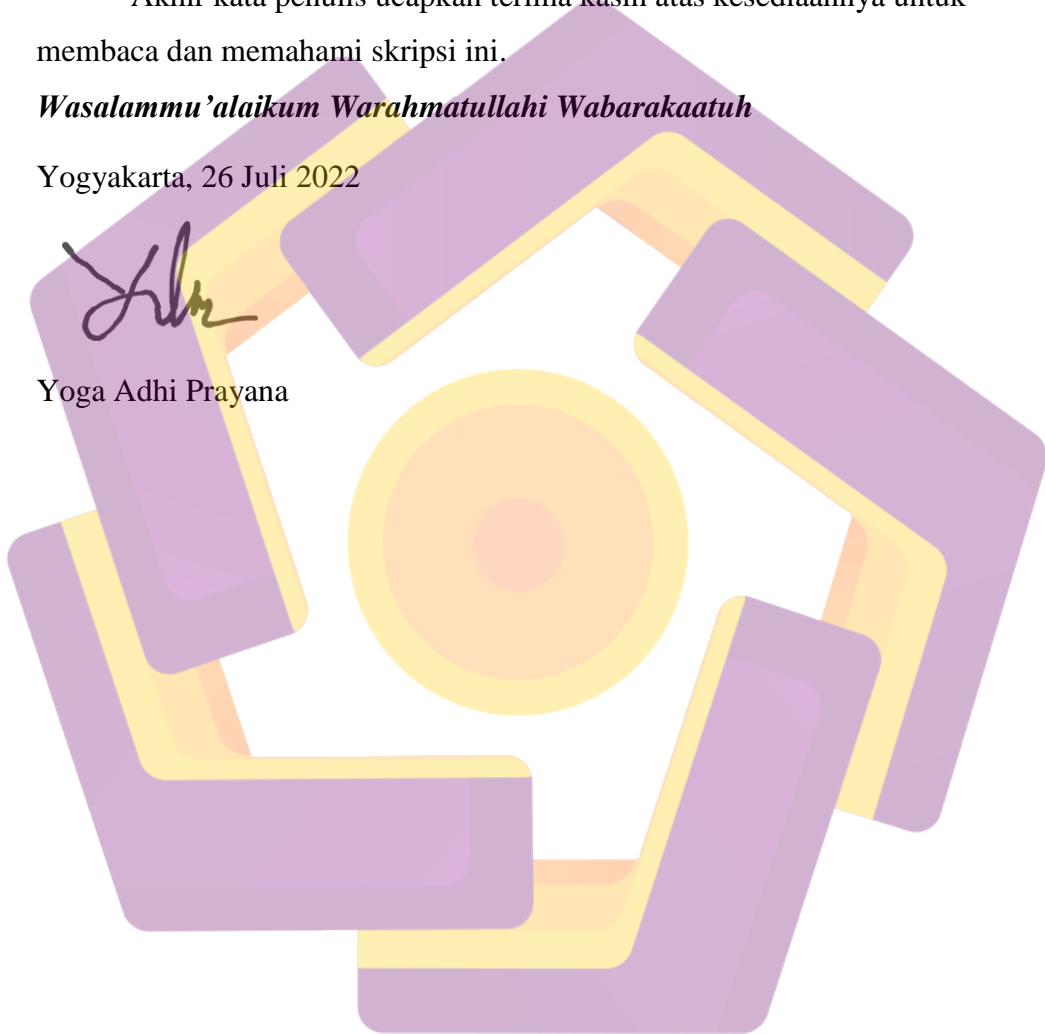 Akhir kata penulis ucapkan terima kasih atas kesediaannya untuk
membaca dan memahami skripsi ini.
Wasalammu’alaikum Warahmatullahi Wabarakaatuh
Yogyakarta, 26 Juli 2022
Yoga Adhi Prayana